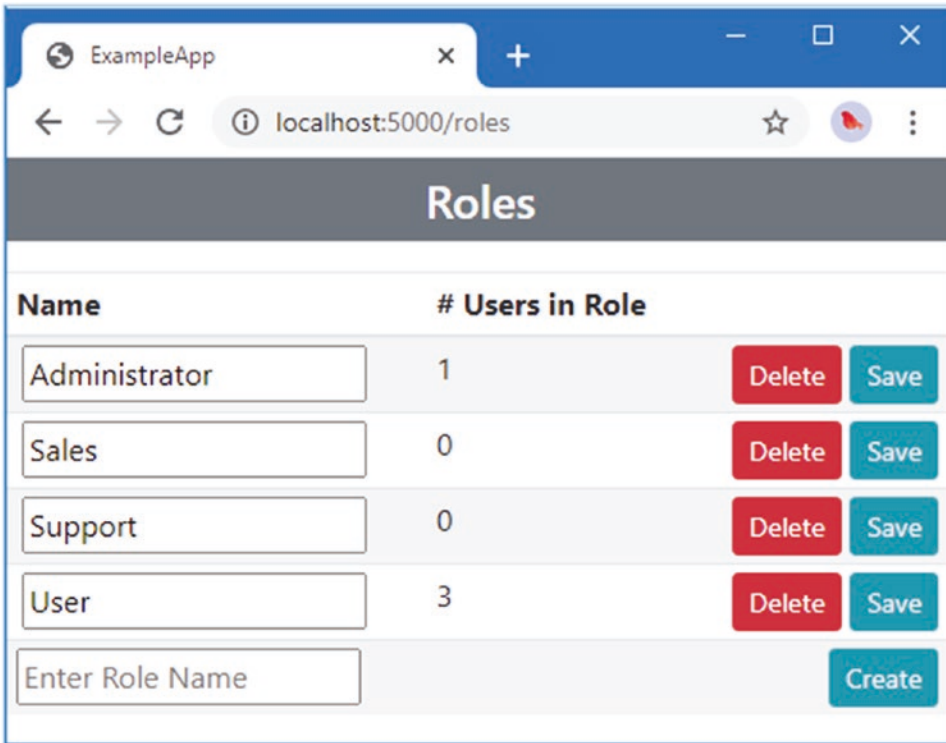 ExampleApp
localhost:5000/roles
Roles
Name # Users in Role
Administrator 1 Delete Save
Sales 0 Delete Save
Support 0 Delete Save
User 3 Delete Save
Enter Role Name Create